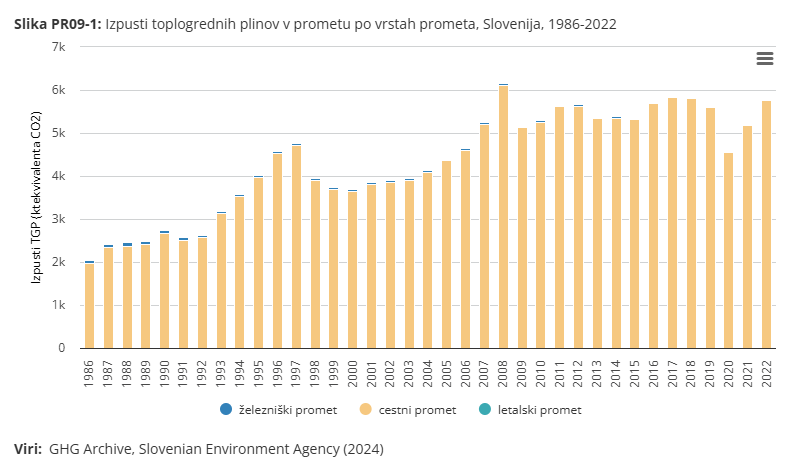 Slika PR09-1: Izpusti toplogrednih plinov v prometu po vrstah prometa, Slovenija, 1986-2022
7k
6k
5k
4k
3k
2k
1k
0
Izpusti TGP (ktekvivalenta CO2)
1986 1987 1988 1989 1990 1991 1992 1993 1994 1995 1996 1997 1998 1999 2000 2001 2002 2003 2004 2005 2006 2007 2008 2009 2010 2011 2012 2013 2014 2015 2016 2017 2018 2019 2020 2021 2022
železniški promet cestni promet letalski promet
Viri: GHG Archive, Slovenian Environment Agency (2024)